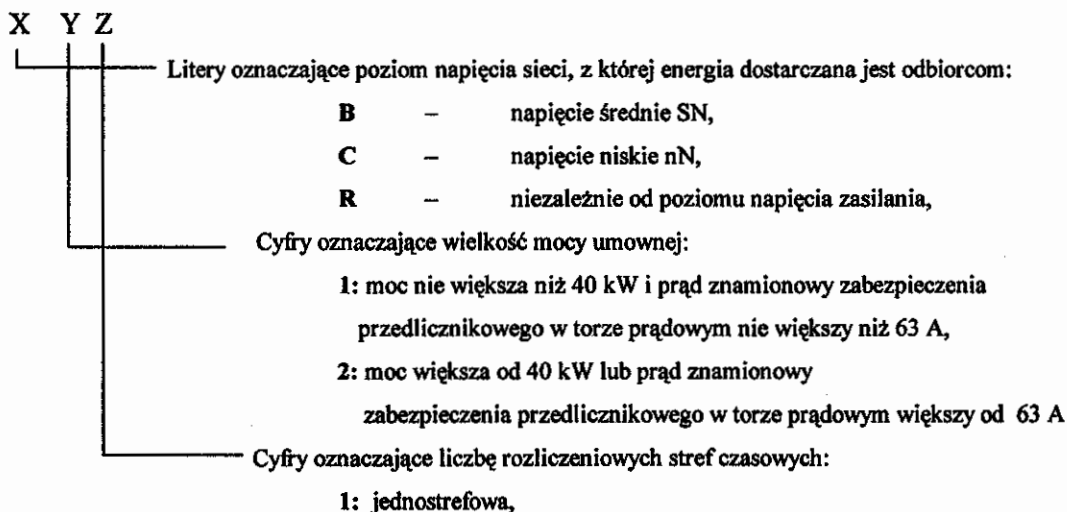 X Y Z
Litery oznaczające poziom napięcia sieci, z której energia dostarczana jest odbiorcom:
B – napięcie średnie SN,
C – napięcie niskie nN,
R – niezależnie od poziomu napięcia zasilania,
Cyfry oznaczające wielkość mocy umownej:
1: moc nie większa niż 40 kW i prąd znamionowy zabezpieczenia
przedlicznikowego w torze prądowym nie większy niż 63 A,
2: moc większa od 40 kW lub prąd znamionowy
zabezpieczenia przedlicznikowego w torze prądowym większy od 63 A
Cyfry oznaczające liczbę rozliczeniowych stref czasowych:
1: jednostrefowa,